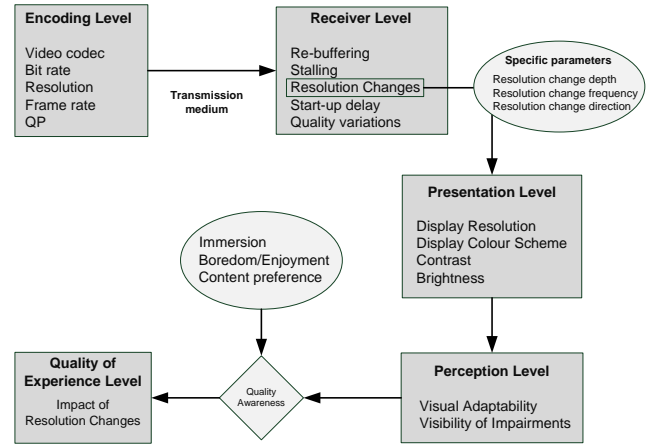 Encoding Level
Video codec
Bit rate
Resolution
Frame rate
QP
Transmission
medium
Receiver Level
Re-buffering
Stalling
Resolution Changes
Start-up delay
Quality variations
Specific parameters
Resolution change depth
Resolution change frequency
Resolution change direction
Presentation Level
Display Resolution
Display Colour Scheme
Contrast
Brightness
Immersion
Boredom/Enjoyment
Content preference
Perception Level
Visual Adaptability
Visibility of Impairments
Quality
Awareness
Quality of
Experience Level
Impact of
Resolution Changes